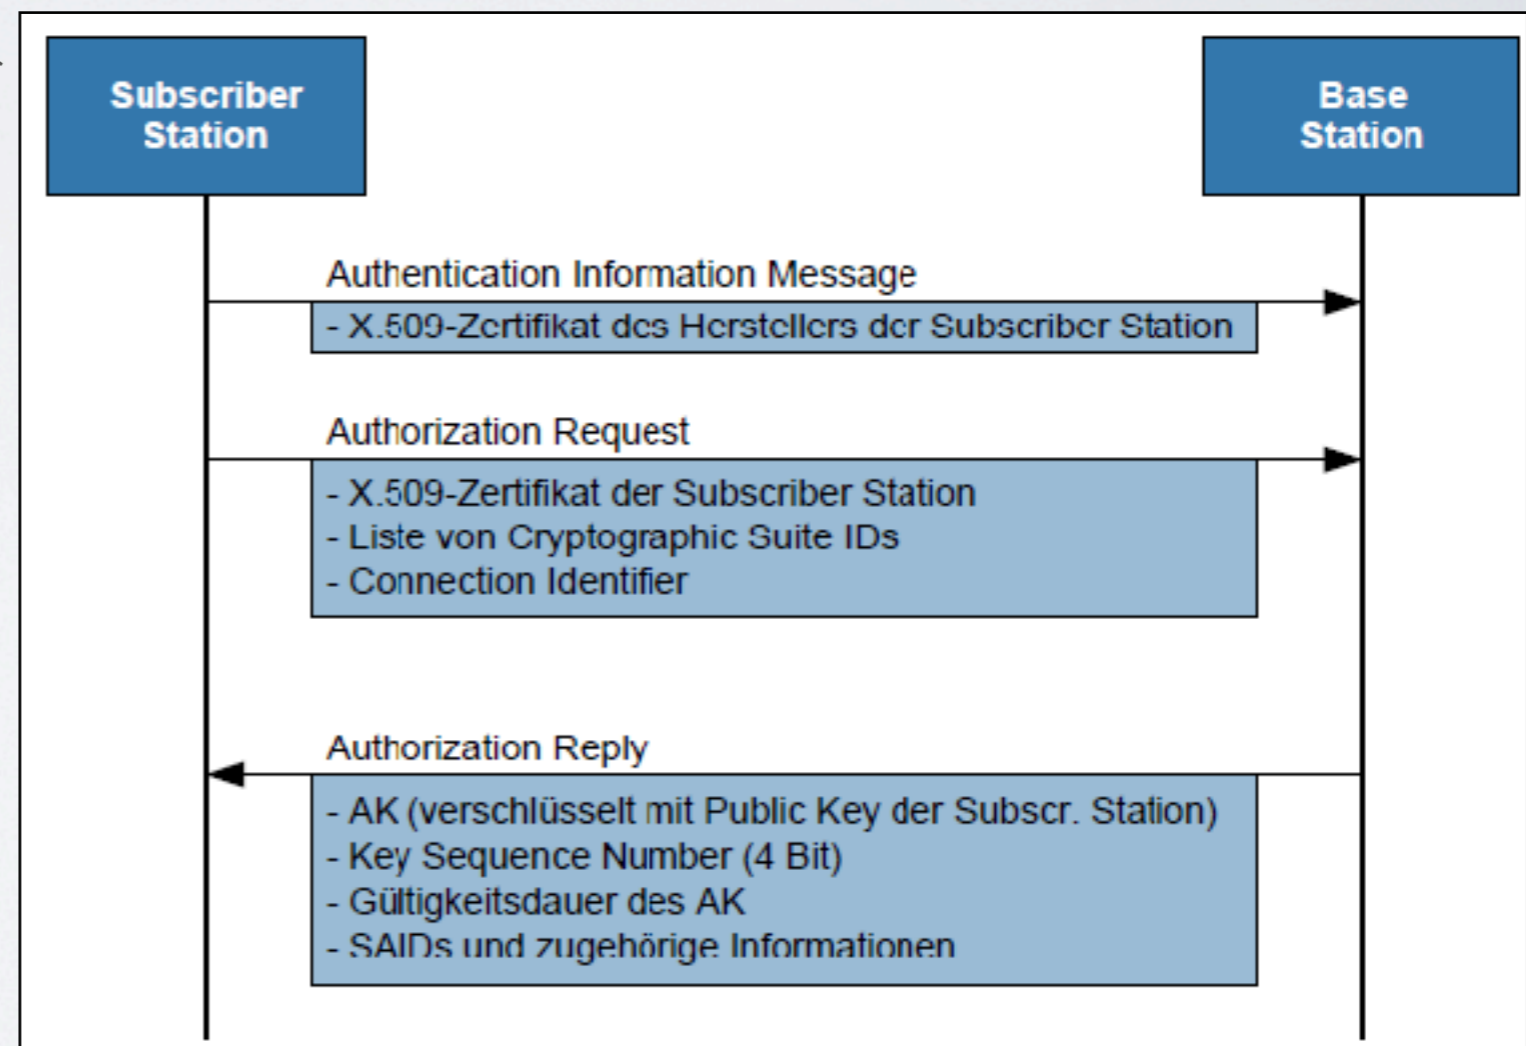 Subscriber
Station
Base
Station
Authentication Information Message
- X.509-Zertifikat des Herstellers der Subscriber Station
Authorization Request
- X.509-Zertifikat der Subscriber Station
- Liste von Cryptographic Suite IDs
- Connection Identifier
Authorization Reply
- AK (verschlüsselt mit Public Key der Subscr. Station)
- Key Sequence Number (4 Bit)
- Gültigkeitsdauer des AK
- SAIDs und zugehörige Informationen